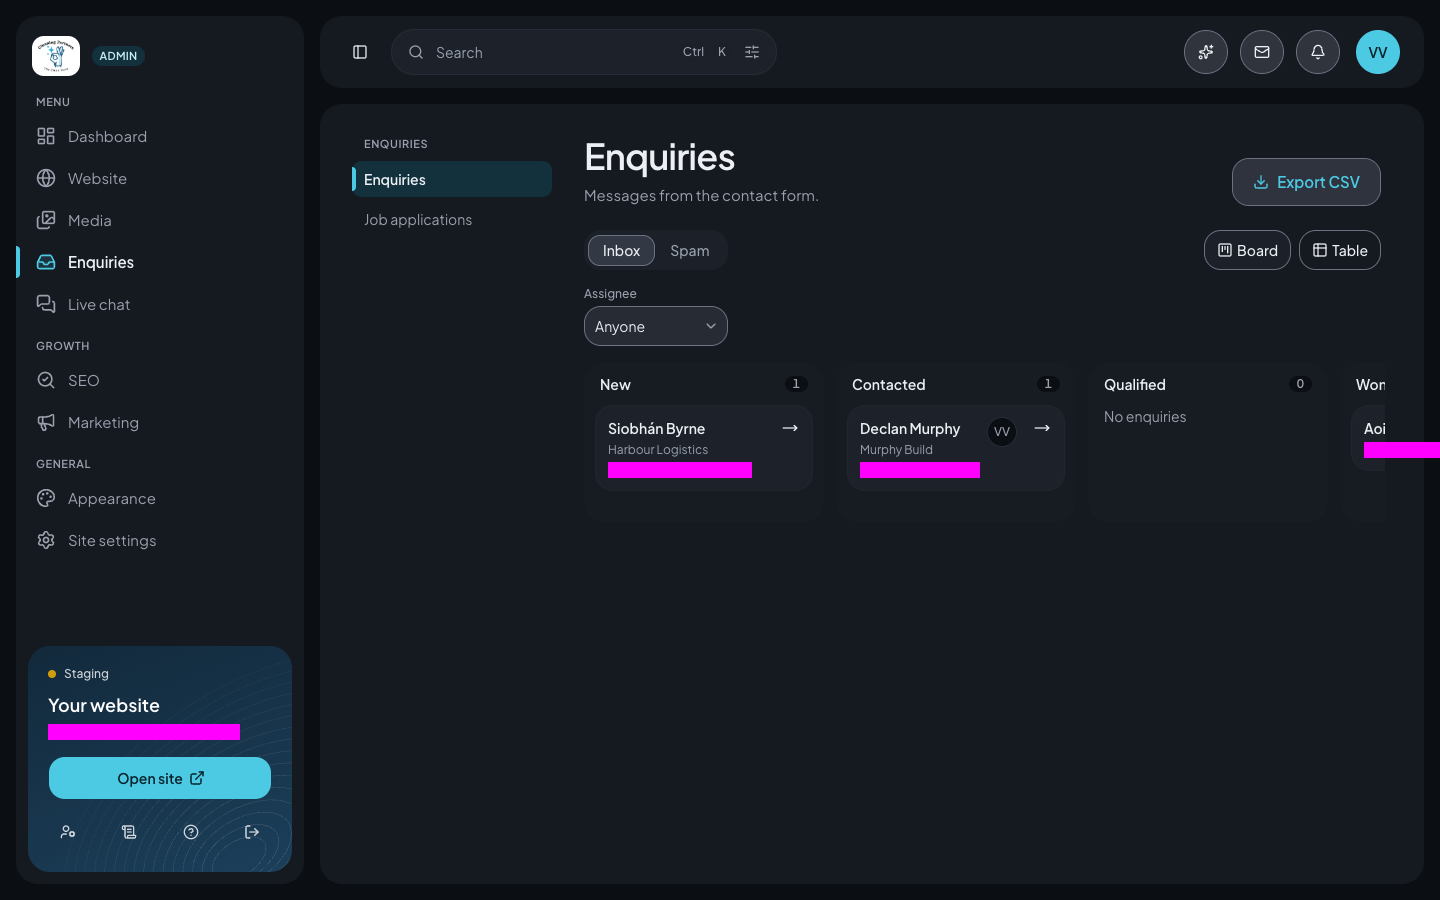 ADMIN
MENU
Dashboard
Website
Media
Enquiries
Live chat
GROWTH
SEO
Marketing
GENERAL
Appearance
Site settings
Staging
Your website
Open site
Search
Ctrl K
VV
ENQUIRIES
Enquiries
Job applications
Enquiries
Messages from the contact form.
Export CSV
Inbox
Spam
Board
Table
Assignee
Anyone
New 1
Siobhán Byrne
Harbour Logistics
Contacted 1
Declan Murphy
VV
Murphy Build
Qualified 0
No enquiries
Won
Aoi